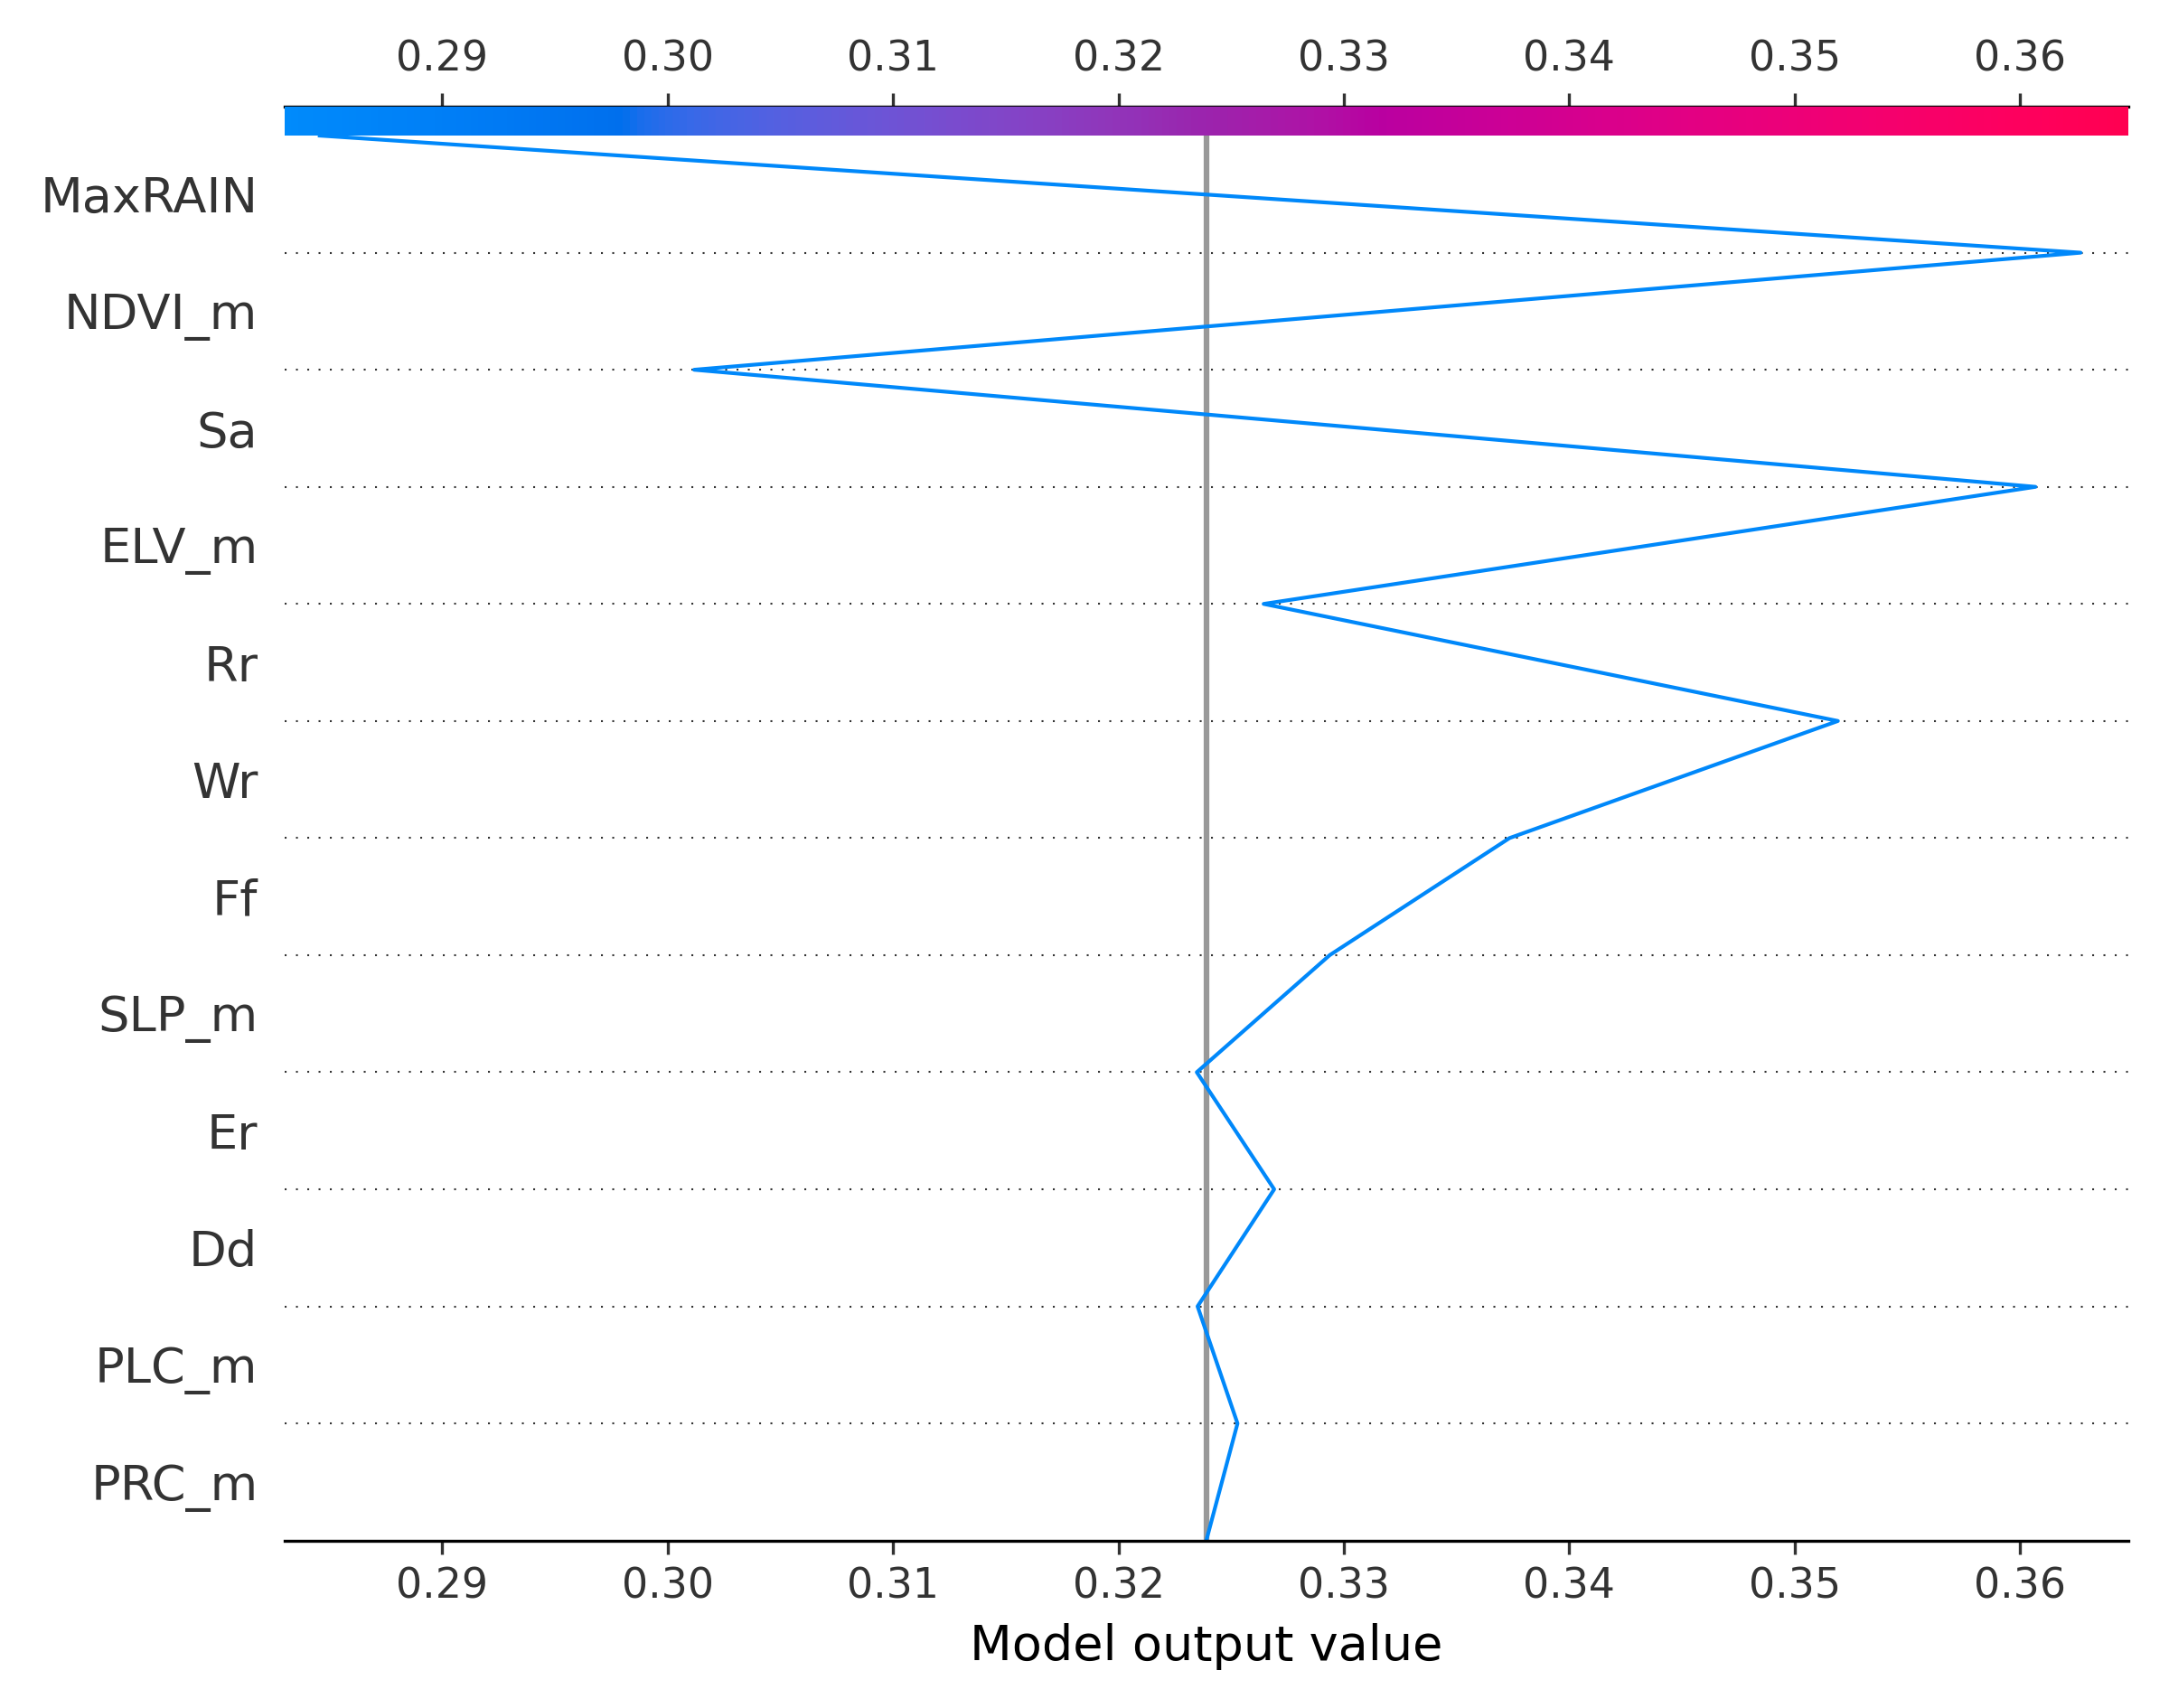 0.29 0.30 0.31 0.32 0.33 0.34 0.35 0.36
MaxRAIN
NDVI_m
Sa
ELV_m
Rr
Wr
Ff
SLP_m
Er
Dd
PLC_m
PRC_m
0.29 0.30 0.31 0.32 0.33 0.34 0.35 0.36
Model output value